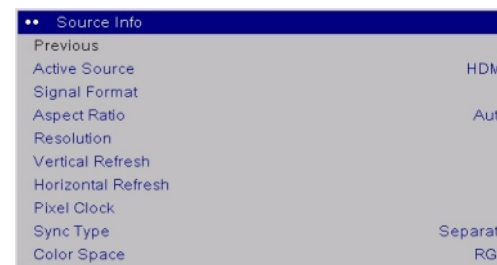 Source Info
Previous
Active Source HDM
Signal Format
Aspect Ratio Aut
Resolution
Vertical Refresh
Horizontal Refresh
Pixel Clock
Sync Type Separat
Color Space RG